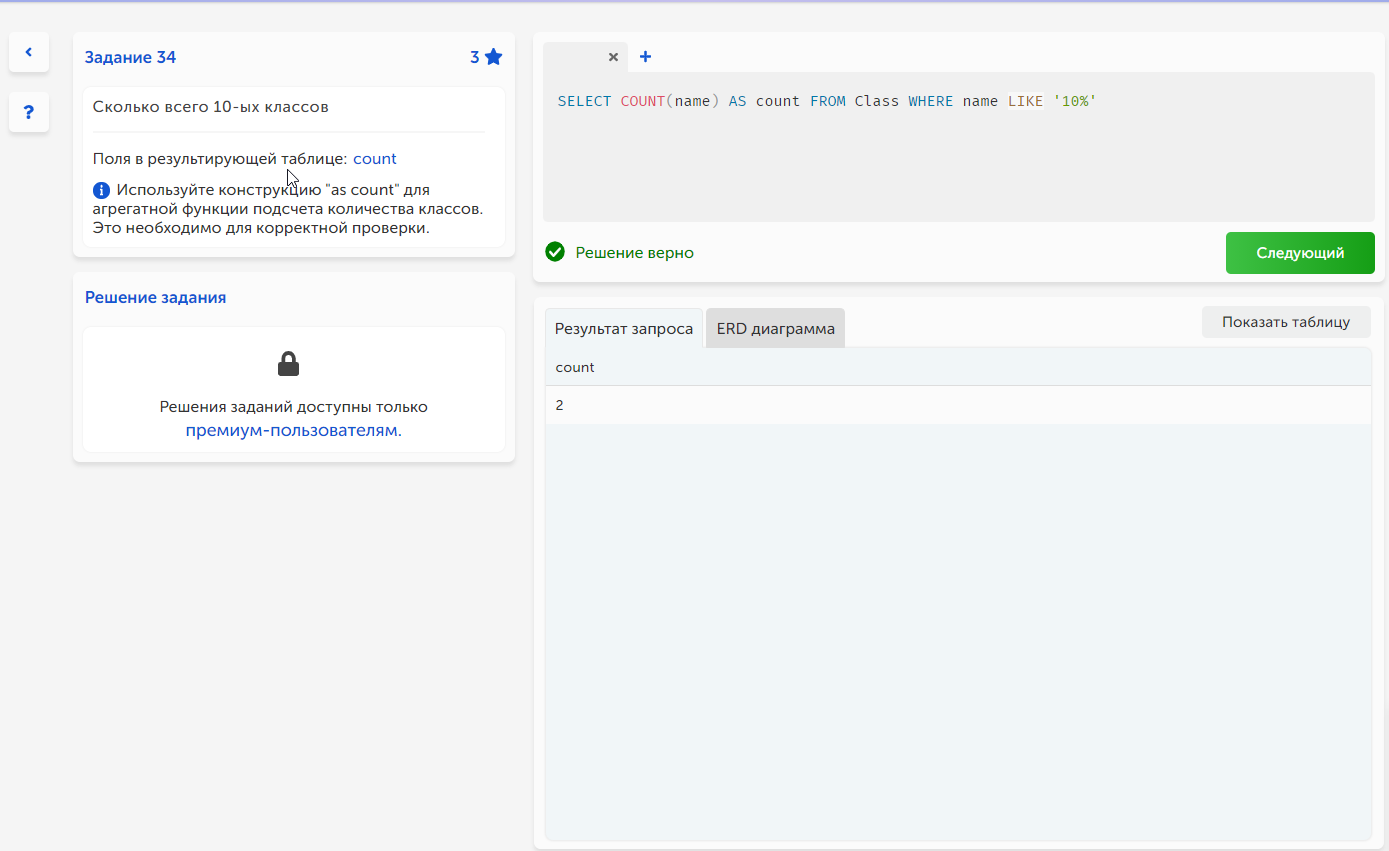 Задание 34
3
Сколько всего 10-ых классов
Поля в результирующей таблице: count
Используйте конструкцию "as count" для
агрегатной функции подсчета количества классов.
Это необходимо для корректной проверки.
Решение задания
Решения заданий доступны только
премиум-пользователям.
SELECT COUNT(name) AS count FROM Class WHERE name LIKE '10%'
Решение верно
Следующий
Результат запроса
ERD диаграмма
Показать таблицу
count
2